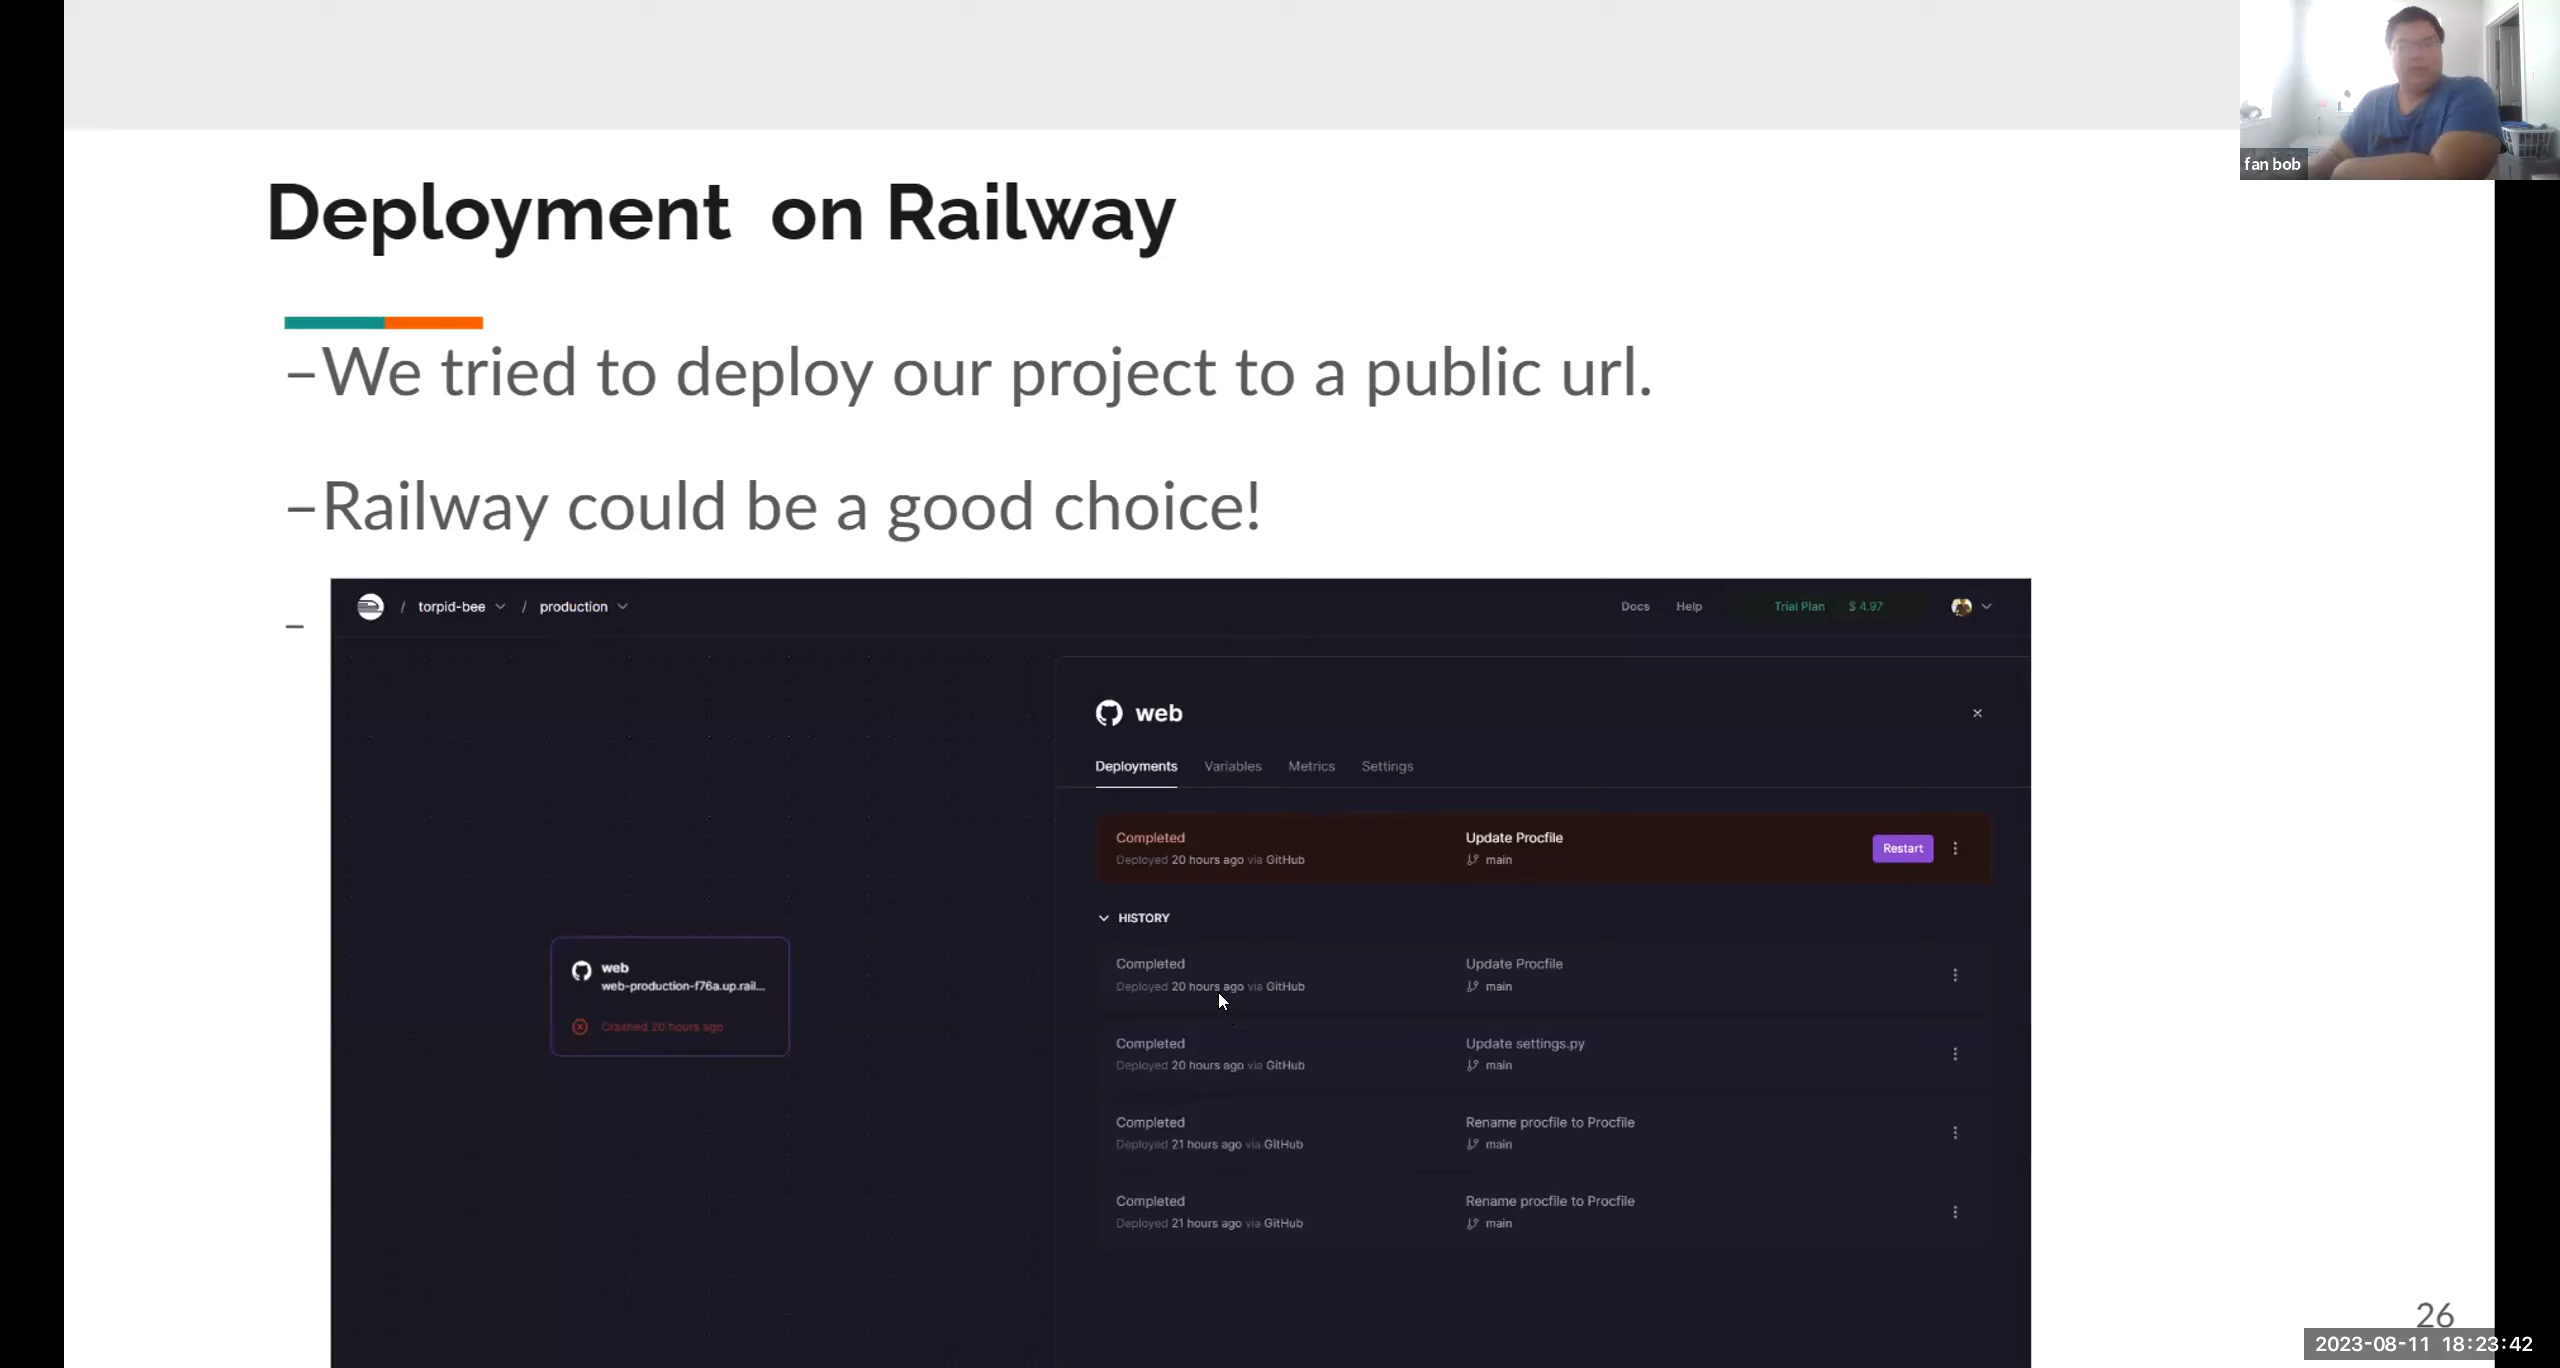 fan bob
Deployment on Railway
–We tried to deploy our project to a public url.
–Railway could be a good choice!
–
/ torpid-bee / production Docs Help Trial Plan $ 4.97
web
Deployments Variables Metrics Settings
Completed Update Procfile Restart
Deployed 20 hours ago via GitHub main
HISTORY
Completed Update Procfile
Deployed 20 hours ago via GitHub main
web
web-production-f76a.up.rail...
Crashed 20 hours ago
Completed Update settings.py
Deployed 20 hours ago via GitHub main
Completed Rename procfile to Procfile
Deployed 21 hours ago via GitHub main
Completed Rename procfile to Procfile
Deployed 21 hours ago via GitHub main
26
2023-08-11 18:23:42